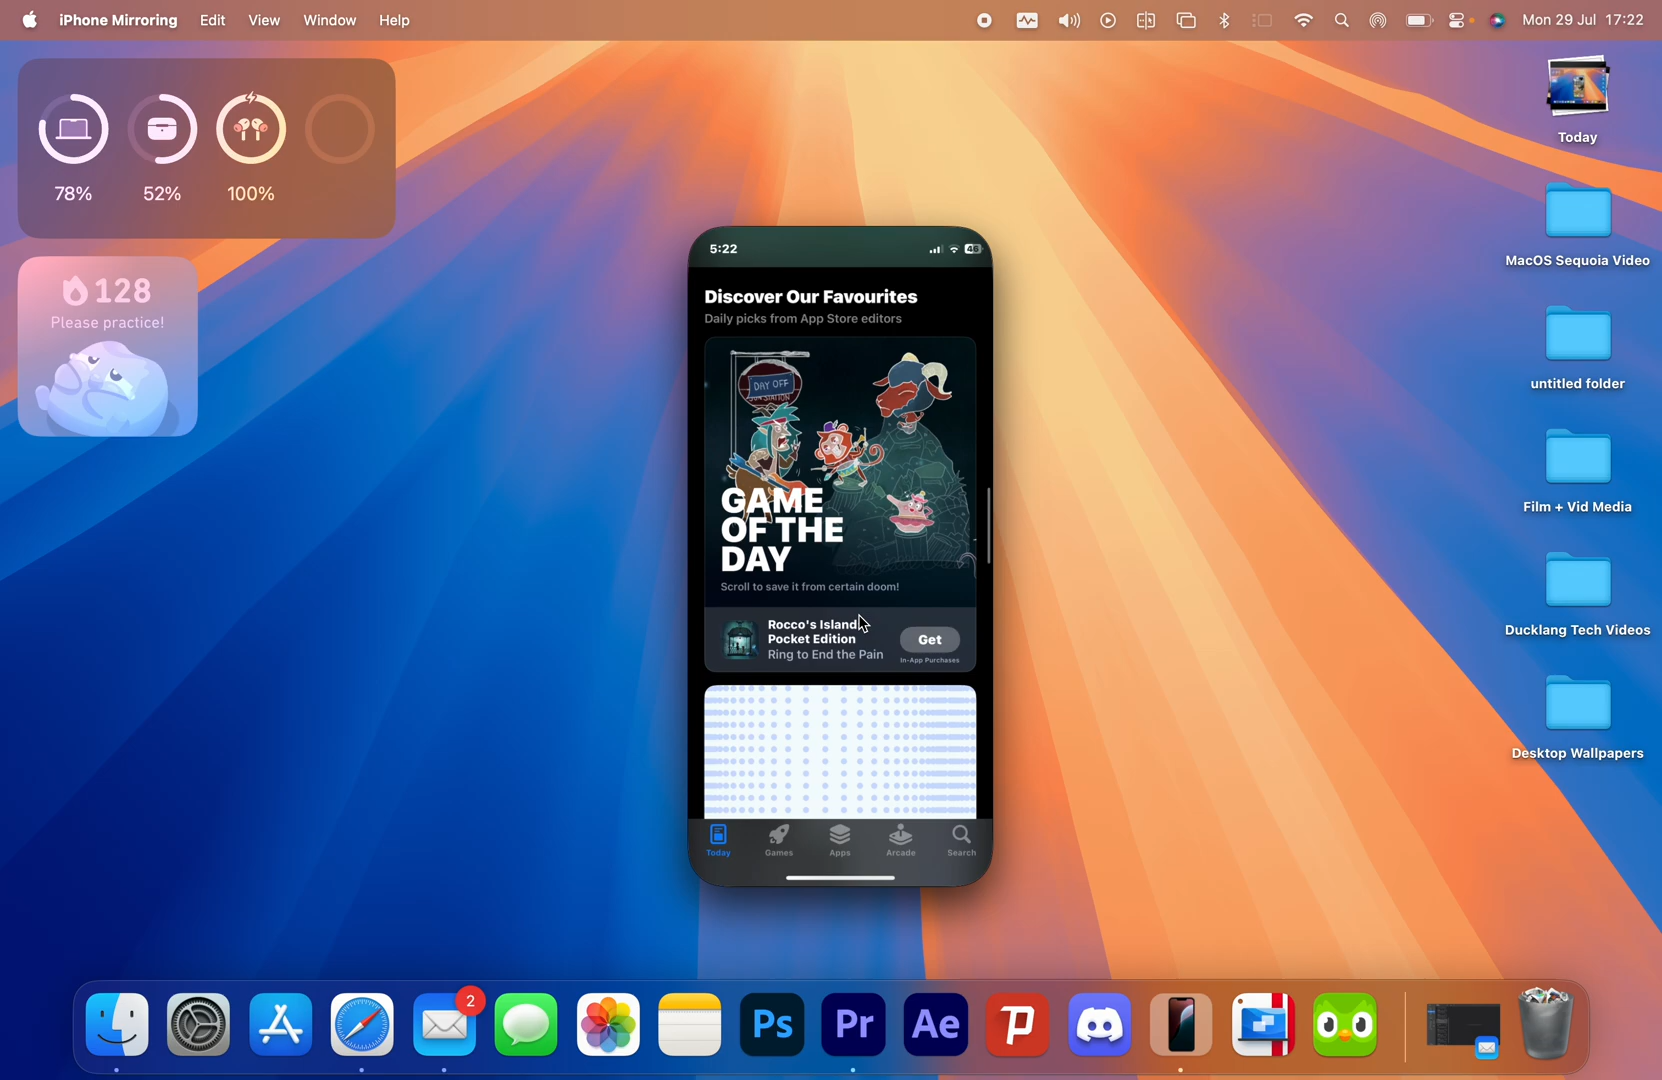 iPhone Mirroring Edit View Window Help
Mon 29 Jul 17:22
78% 52% 100%
128
Please practice!
Today
MacOS Sequoia Video
untitled folder
Film + Vid Media
Ducklang Tech Videos
Desktop Wallpapers
5:22
46
Discover Our Favourites
Daily picks from App Store editors
DAY OFF
GAME
OF THE
DAY
Scroll to save it from certain doom!
Rocco's Island
Pocket Edition
Ring to End the Pain
Get
In-App Purchases
Today Games Apps Arcade Search
2
Ps Pr Ae